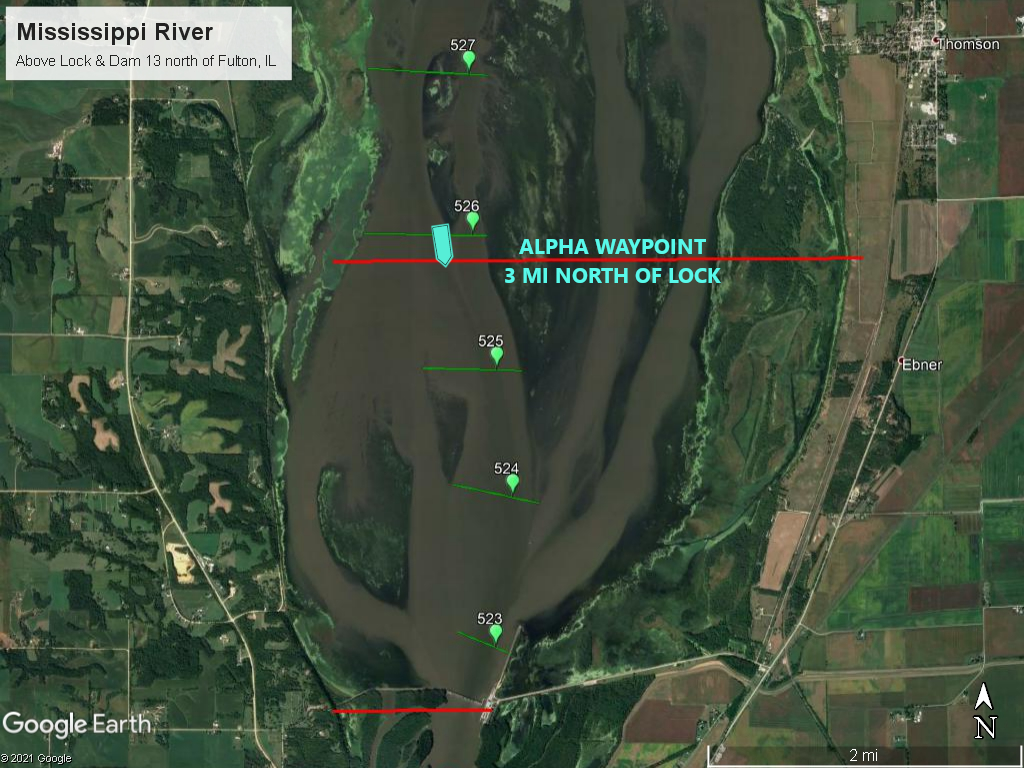 Mississippi River
Above Lock & Dam 13 north of Fulton, IL
527
Thomson
526
ALPHA WAYPOINT
3 MI NORTH OF LOCK
525
Ebner
524
523
N
Google Earth
2 mi
© 2021 Google